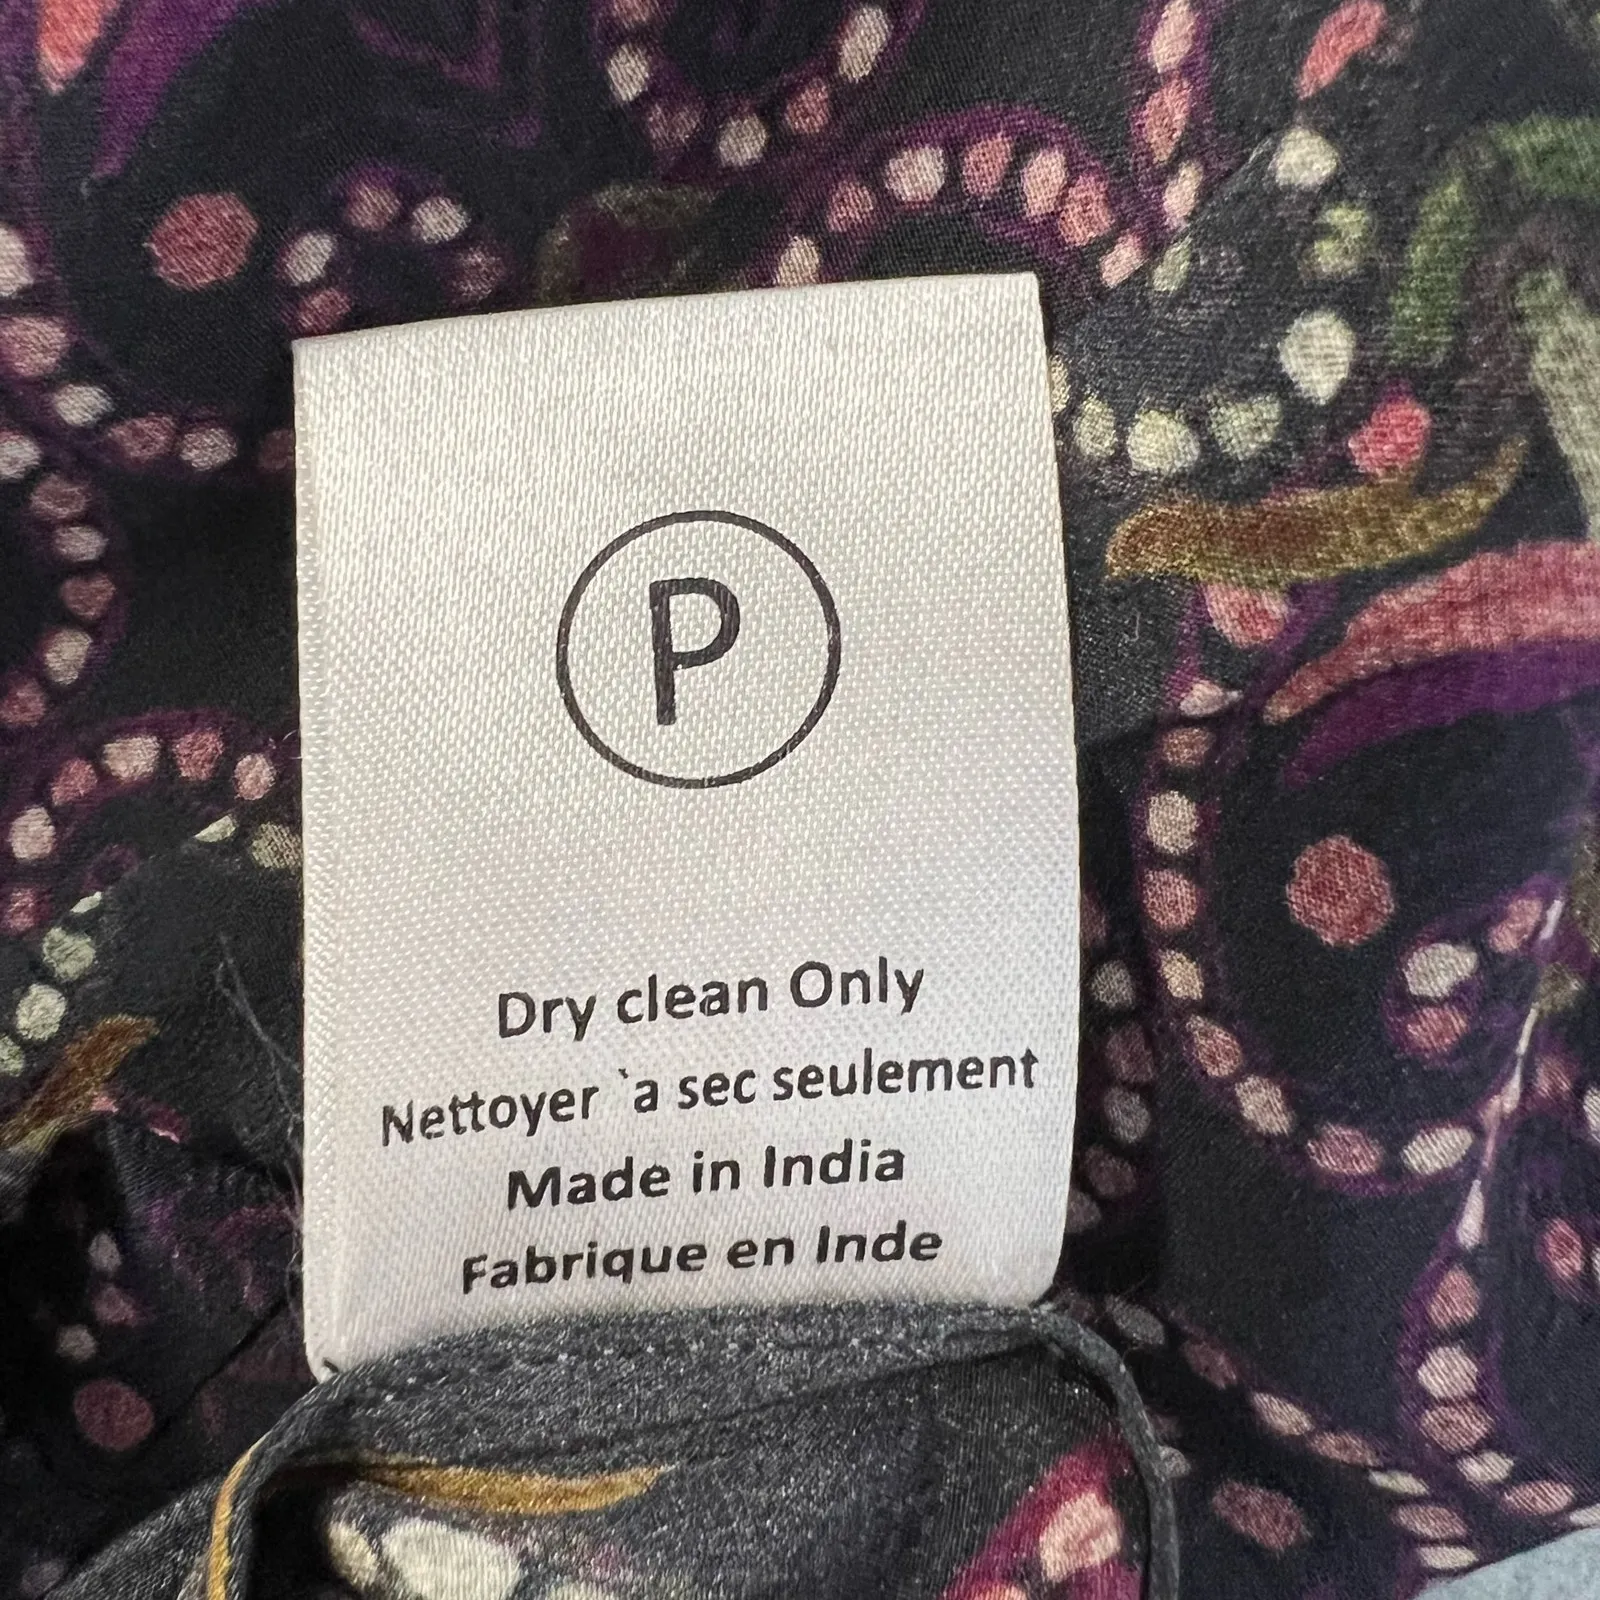 P
Dry clean Only
Nettoyer `a sec seulement
Made in India
Fabrique en Inde